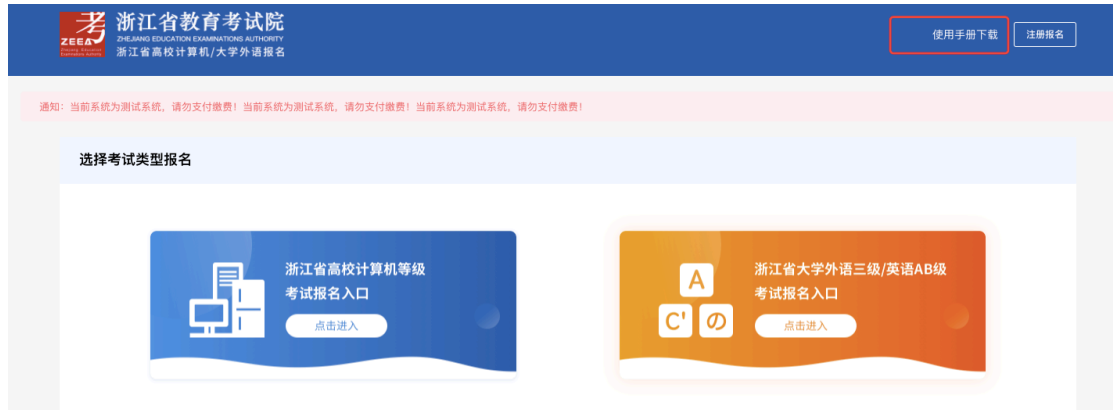 浙江省教育考试院
ZHEJIANG EDUCATION EXAMINATIONS AUTHORITY
浙江省高校计算机/大学外语报名
考
ZEEA
使用手册下载
注册报名
通知：当前系统为测试系统，请勿支付缴费！当前系统为测试系统，请勿支付缴费！当前系统为测试系统，请勿支付缴费！
选择考试类型报名
浙江省高校计算机等级
考试报名入口
点击进入
A
C' の
浙江省大学外语三级/英语AB级
考试报名入口
点击进入